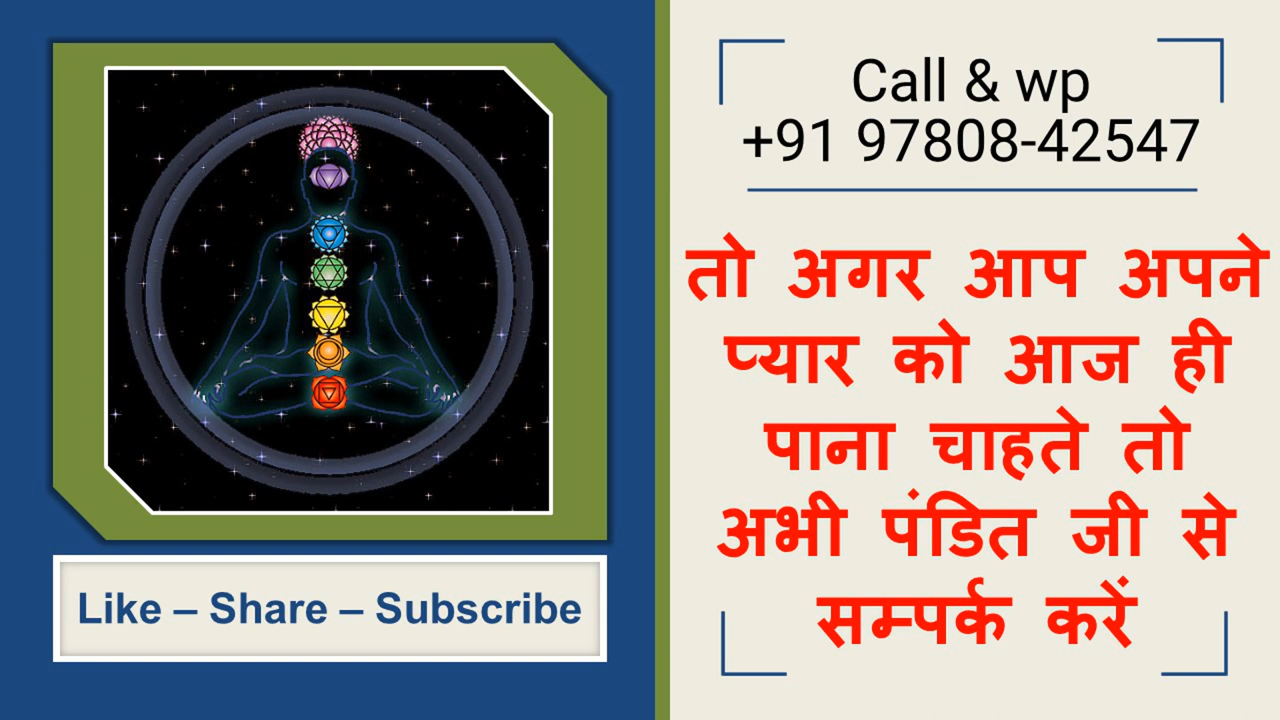 Call & wp
+91 97808-42547
तो अगर आप अपने
प्यार को आज ही
पाना चाहते तो
अभी पंडित जी से
सम्पर्क करें
Like – Share – Subscribe